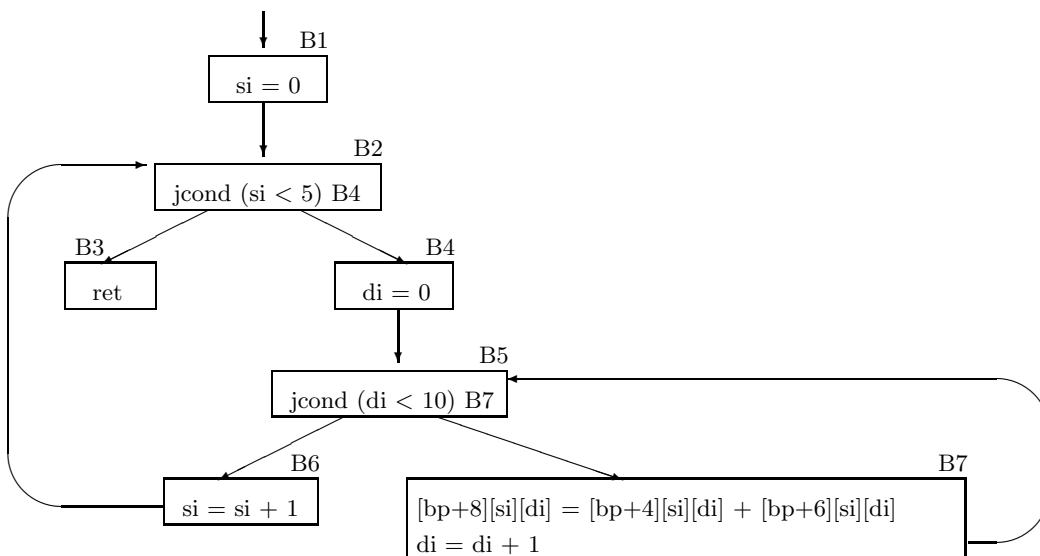 B1
si = 0
B2
jcond (si < 5) B4
B3
ret
B4
di = 0
B5
jcond (di < 10) B7
B6
si = si + 1
B7
[bp+8][si][di] = [bp+4][si][di] + [bp+6][si][di]
di = di + 1